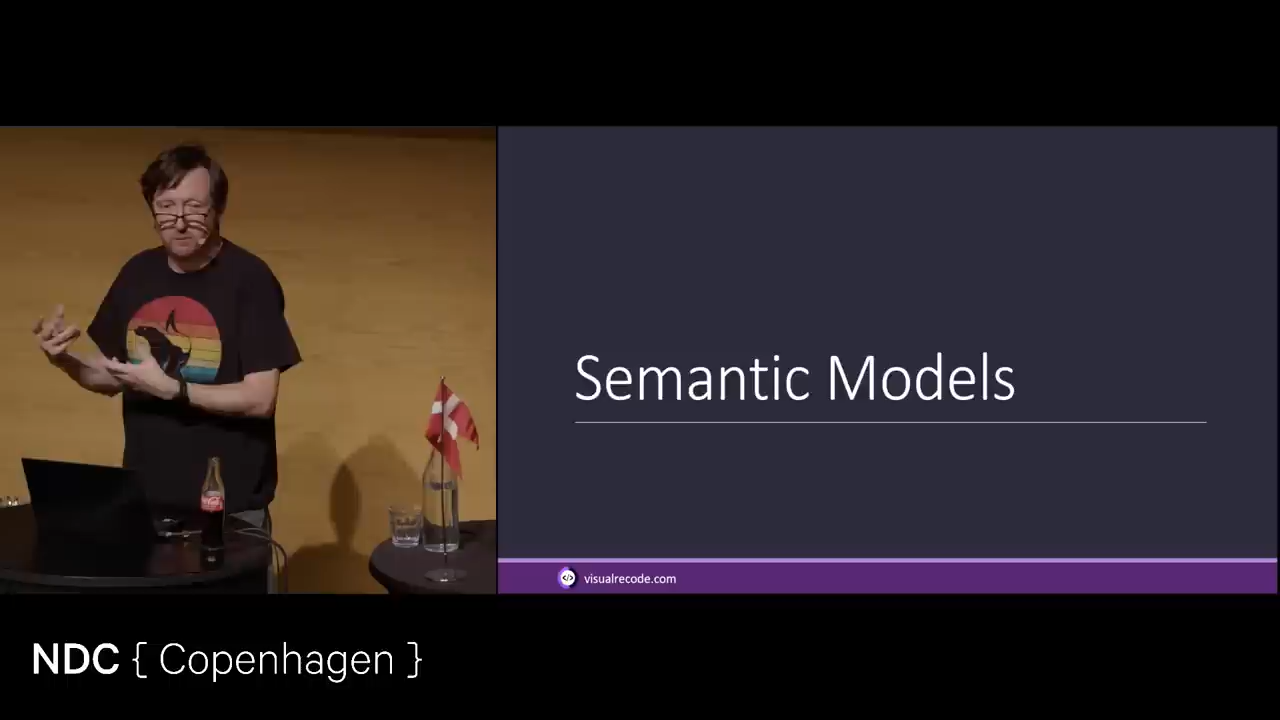 Semantic Models
</> visualrecode.com
NDC { Copenhagen }